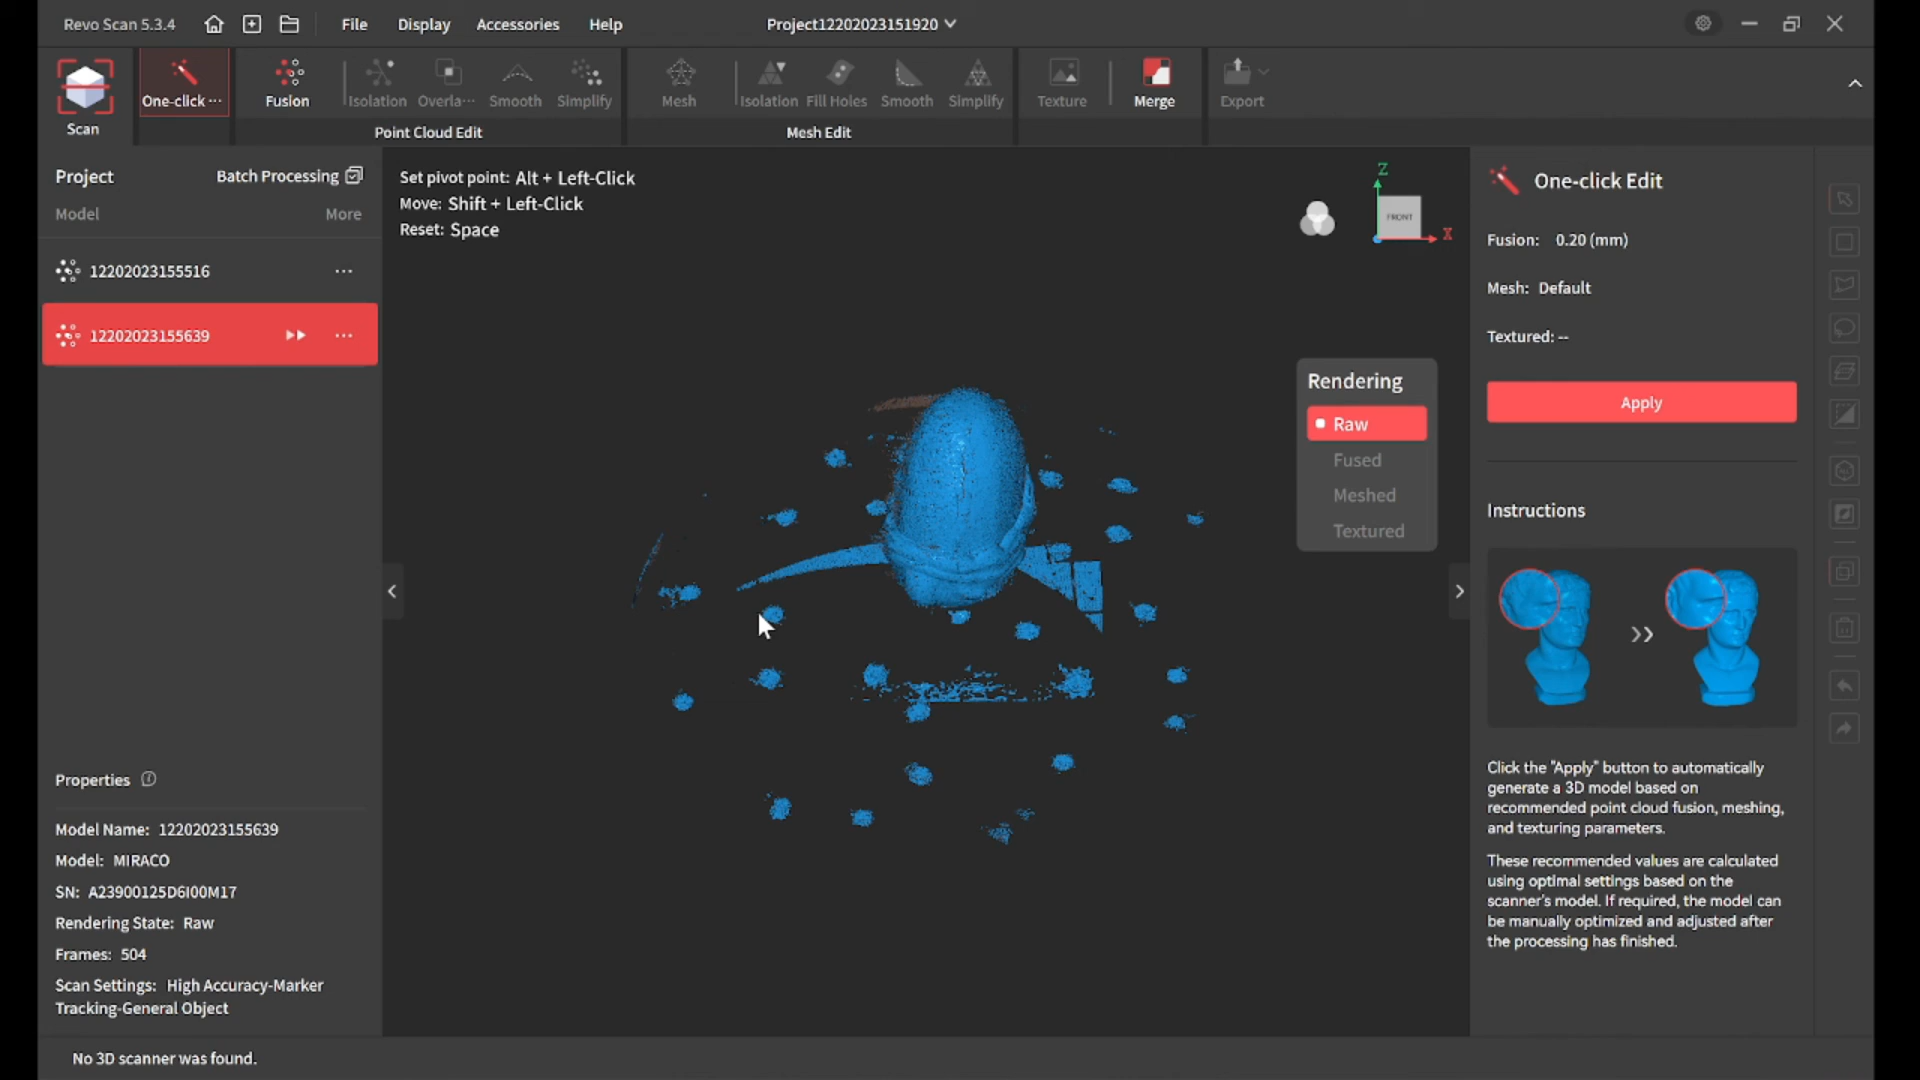 Revo Scan 5.3.4
File
Display
Accessories
Help
Project12202023151920
Scan
One-click ···
Fusion
Isolation
Overla···
Smooth
Simplify
Mesh
Isolation
Fill Holes
Smooth
Simplify
Texture
Merge
Export
Point Cloud Edit
Mesh Edit
Project
Batch Processing
Model
More
12202023155516
12202023155639
Set pivot point: Alt + Left-Click
Move: Shift + Left-Click
Reset: Space
Z
FRONT
X
Rendering
Raw
Fused
Meshed
Textured
One-click Edit
Fusion: 0.20 (mm)
Mesh: Default
Textured: --
Apply
Instructions
Click the "Apply" button to automatically
generate a 3D model based on
recommended point cloud fusion, meshing,
and texturing parameters.
These recommended values are calculated
using optimal settings based on the
scanner's model. If required, the model can
be manually optimized and adjusted after
the processing has finished.
Properties
Model Name: 12202023155639
Model: MIRACO
SN: A23900125D6I00M17
Rendering State: Raw
Frames: 504
Scan Settings: High Accuracy-Marker
Tracking-General Object
No 3D scanner was found.